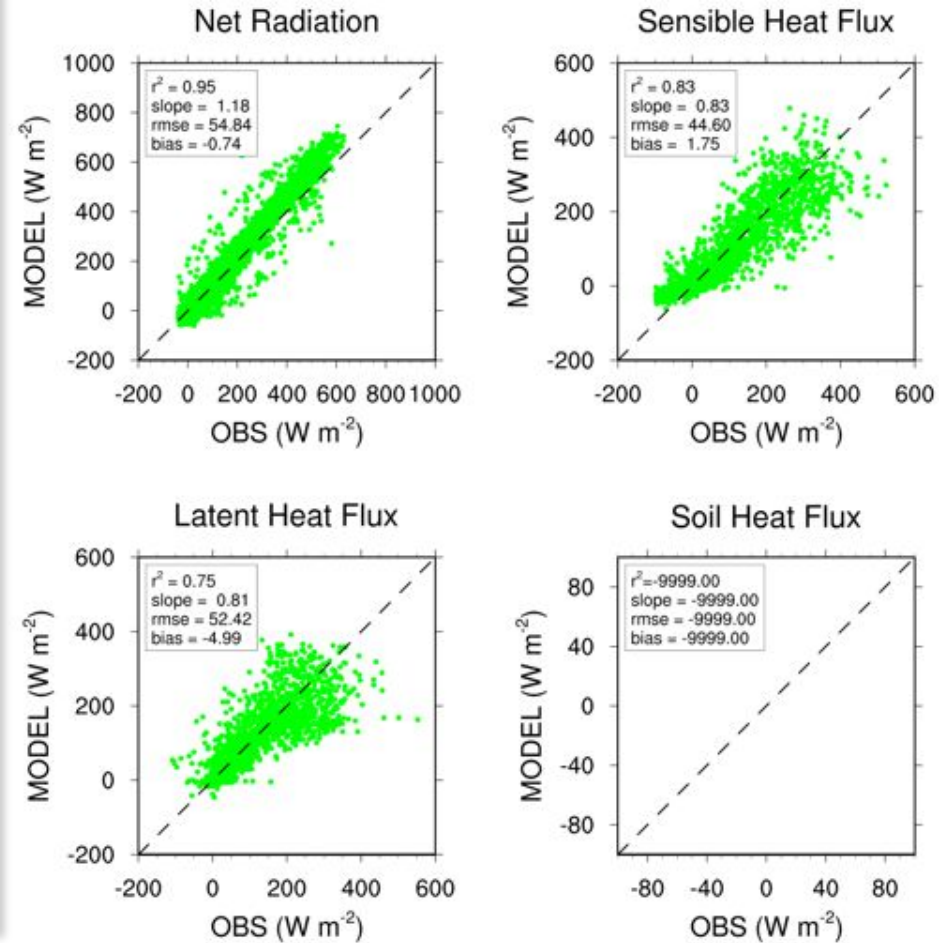 Net Radiation
1000
800
600
400
200
0
-200
r² = 0.95
slope = 1.18
rmse = 54.84
bias = -0.74
MODEL (W m⁻²)
-200 0 200 400 600 800 1000
OBS (W m⁻²)
Sensible Heat Flux
600
400
200
0
-200
r² = 0.83
slope = 0.83
rmse = 44.60
bias = 1.75
MODEL (W m⁻²)
-200 0 200 400 600
OBS (W m⁻²)
Latent Heat Flux
600
400
200
0
-200
r² = 0.75
slope = 0.81
rmse = 52.42
bias = -4.99
MODEL (W m⁻²)
-200 0 200 400 600
OBS (W m⁻²)
Soil Heat Flux
80
40
0
-40
-80
r²=-9999.00
slope = -9999.00
rmse = -9999.00
bias = -9999.00
MODEL (W m⁻²)
-80 -40 0 40 80
OBS (W m⁻²)